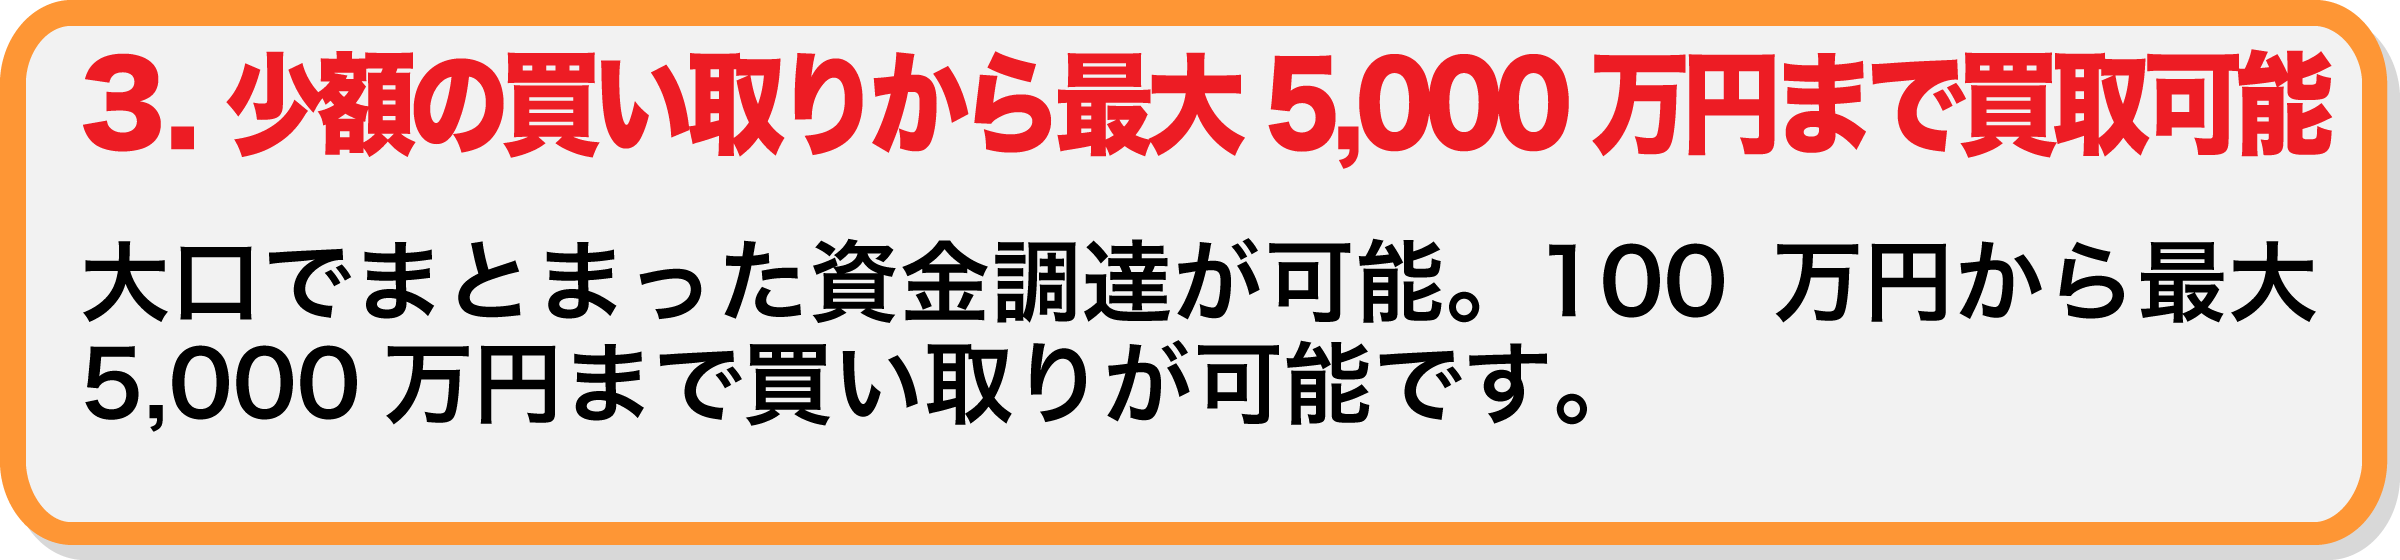 3. 少額の買い取りから最大 5,000 万円まで買取可能
大口でまとまった資金調達が可能。100 万円から最大
5,000 万円まで買い取りが可能です。